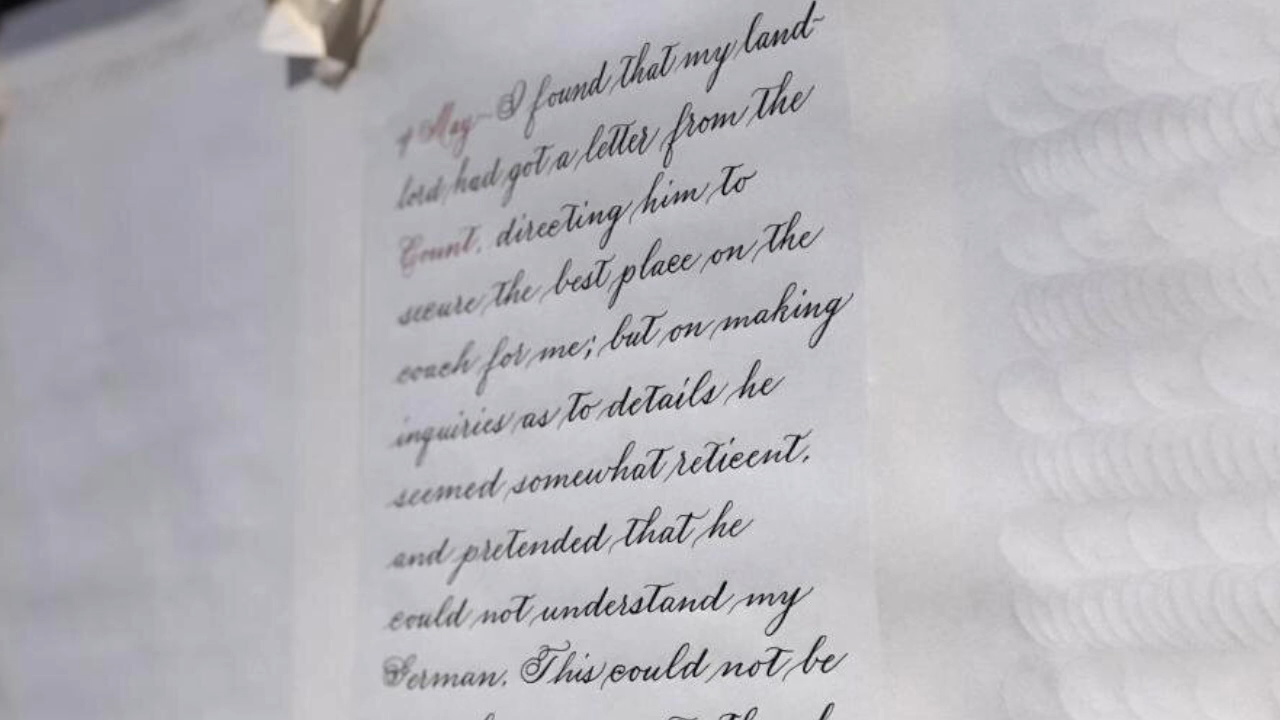 4 May – I found that my land-
lord had got a letter from the
Count, directing him to
secure the best place on the
coach for me; but on making
inquiries as to details he
seemed somewhat reticent,
and pretended that he
could not understand my
German. This could not be